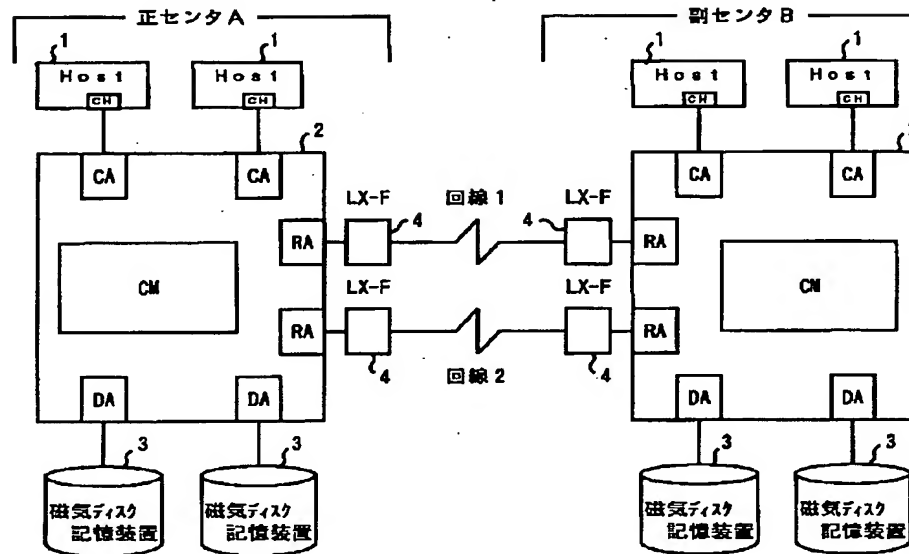 正センタA
副センタB
1
1
1
1
Host
Host
Host
Host
CH
CH
CH
CH
2
CA
CA
CA
CA
LX-F
回線1
LX-F
4
4
RA
RA
CM
LX-F
LX-F
CM
RA
RA
4
回線2
4
DA
DA
DA
DA
3
3
3
3
磁気ディスク
記憶装置
磁気ディスク
記憶装置
磁気ディスク
記憶装置
磁気ディスク
記憶装置